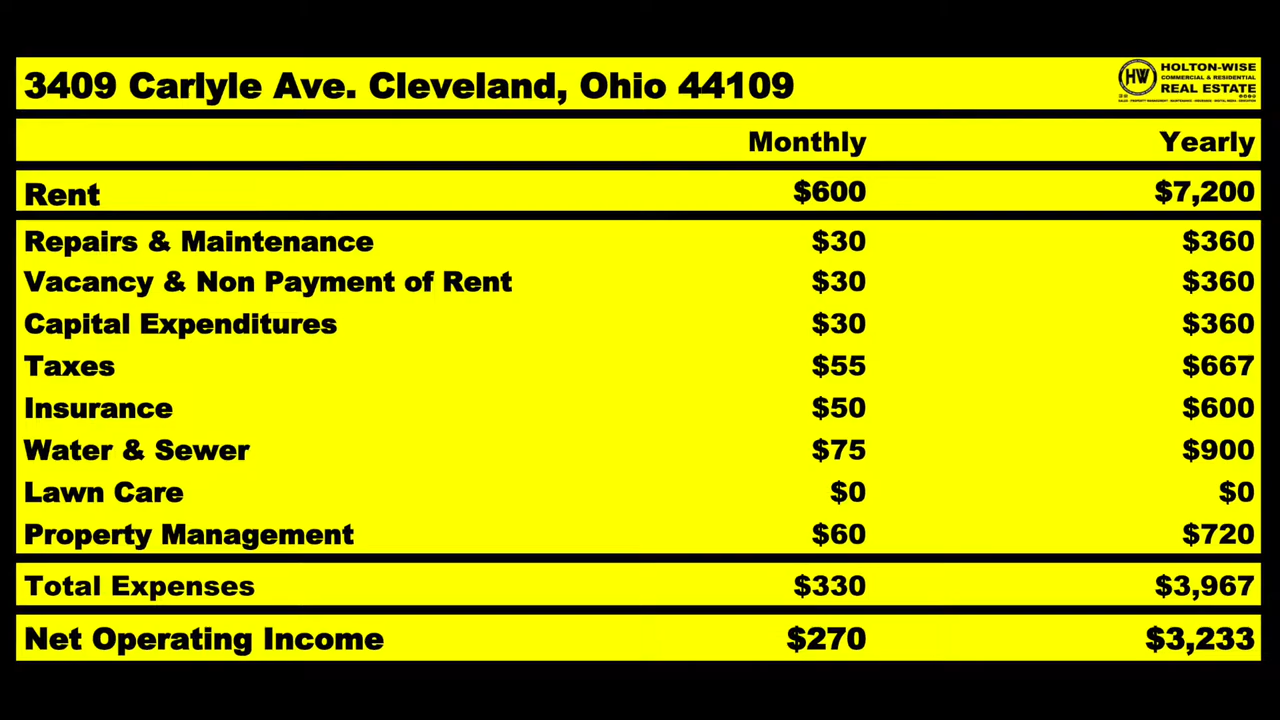 3409 Carlyle Ave. Cleveland, Ohio 44109
HW
HOLTON-WISE
COMMERCIAL & RESIDENTIAL
REAL ESTATE
Monthly Yearly
Rent $600 $7,200
Repairs & Maintenance $30 $360
Vacancy & Non Payment of Rent $30 $360
Capital Expenditures $30 $360
Taxes $55 $667
Insurance $50 $600
Water & Sewer $75 $900
Lawn Care $0 $0
Property Management $60 $720
Total Expenses $330 $3,967
Net Operating Income $270 $3,233